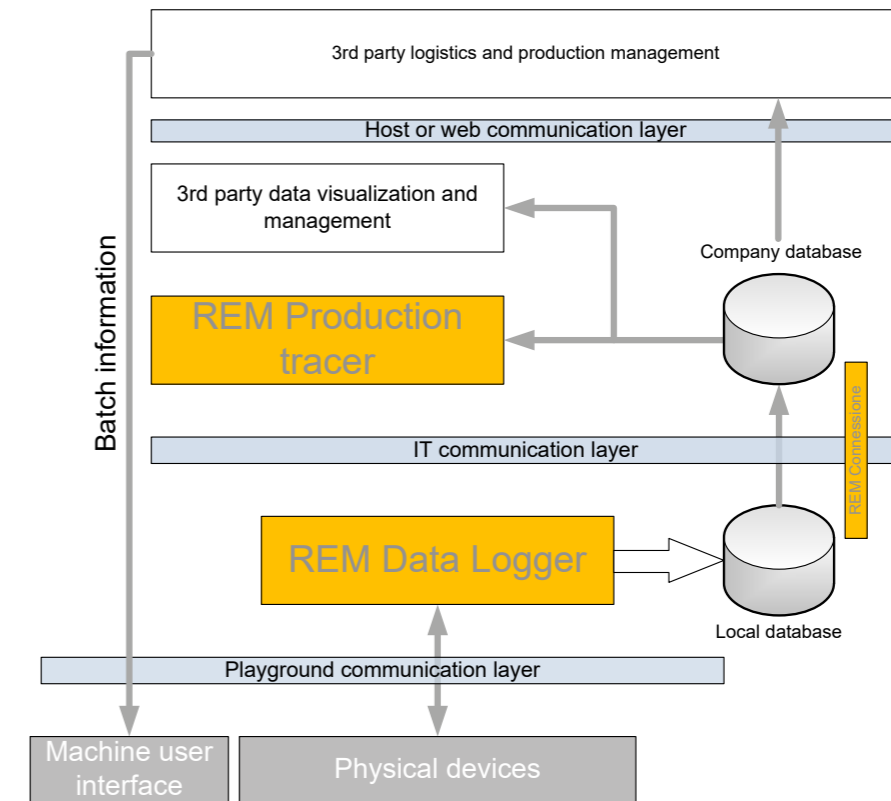 3rd party logistics and production management
Host or web communication layer
3rd party data visualization and
management
Company database
Batch information
REM Production
tracer
REM Connessione
IT communication layer
REM Data Logger
Local database
Playground communication layer
Machine user
interface
Physical devices